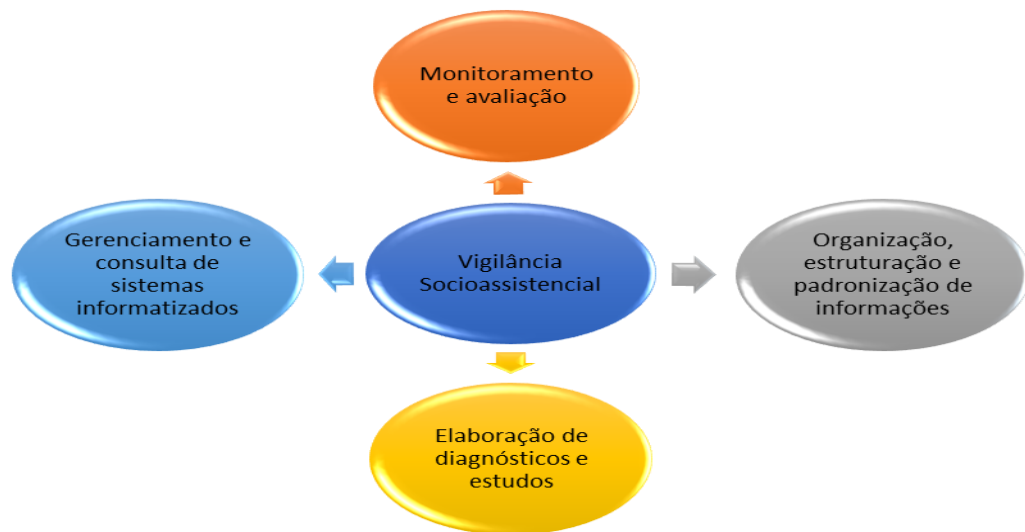 Monitoramento
e avaliação
Gerenciamento e
consulta de
sistemas
informatizados
Vigilância
Socioassistencial
Organização,
estruturação e
padronização de
informações
Elaboração de
diagnósticos e
estudos